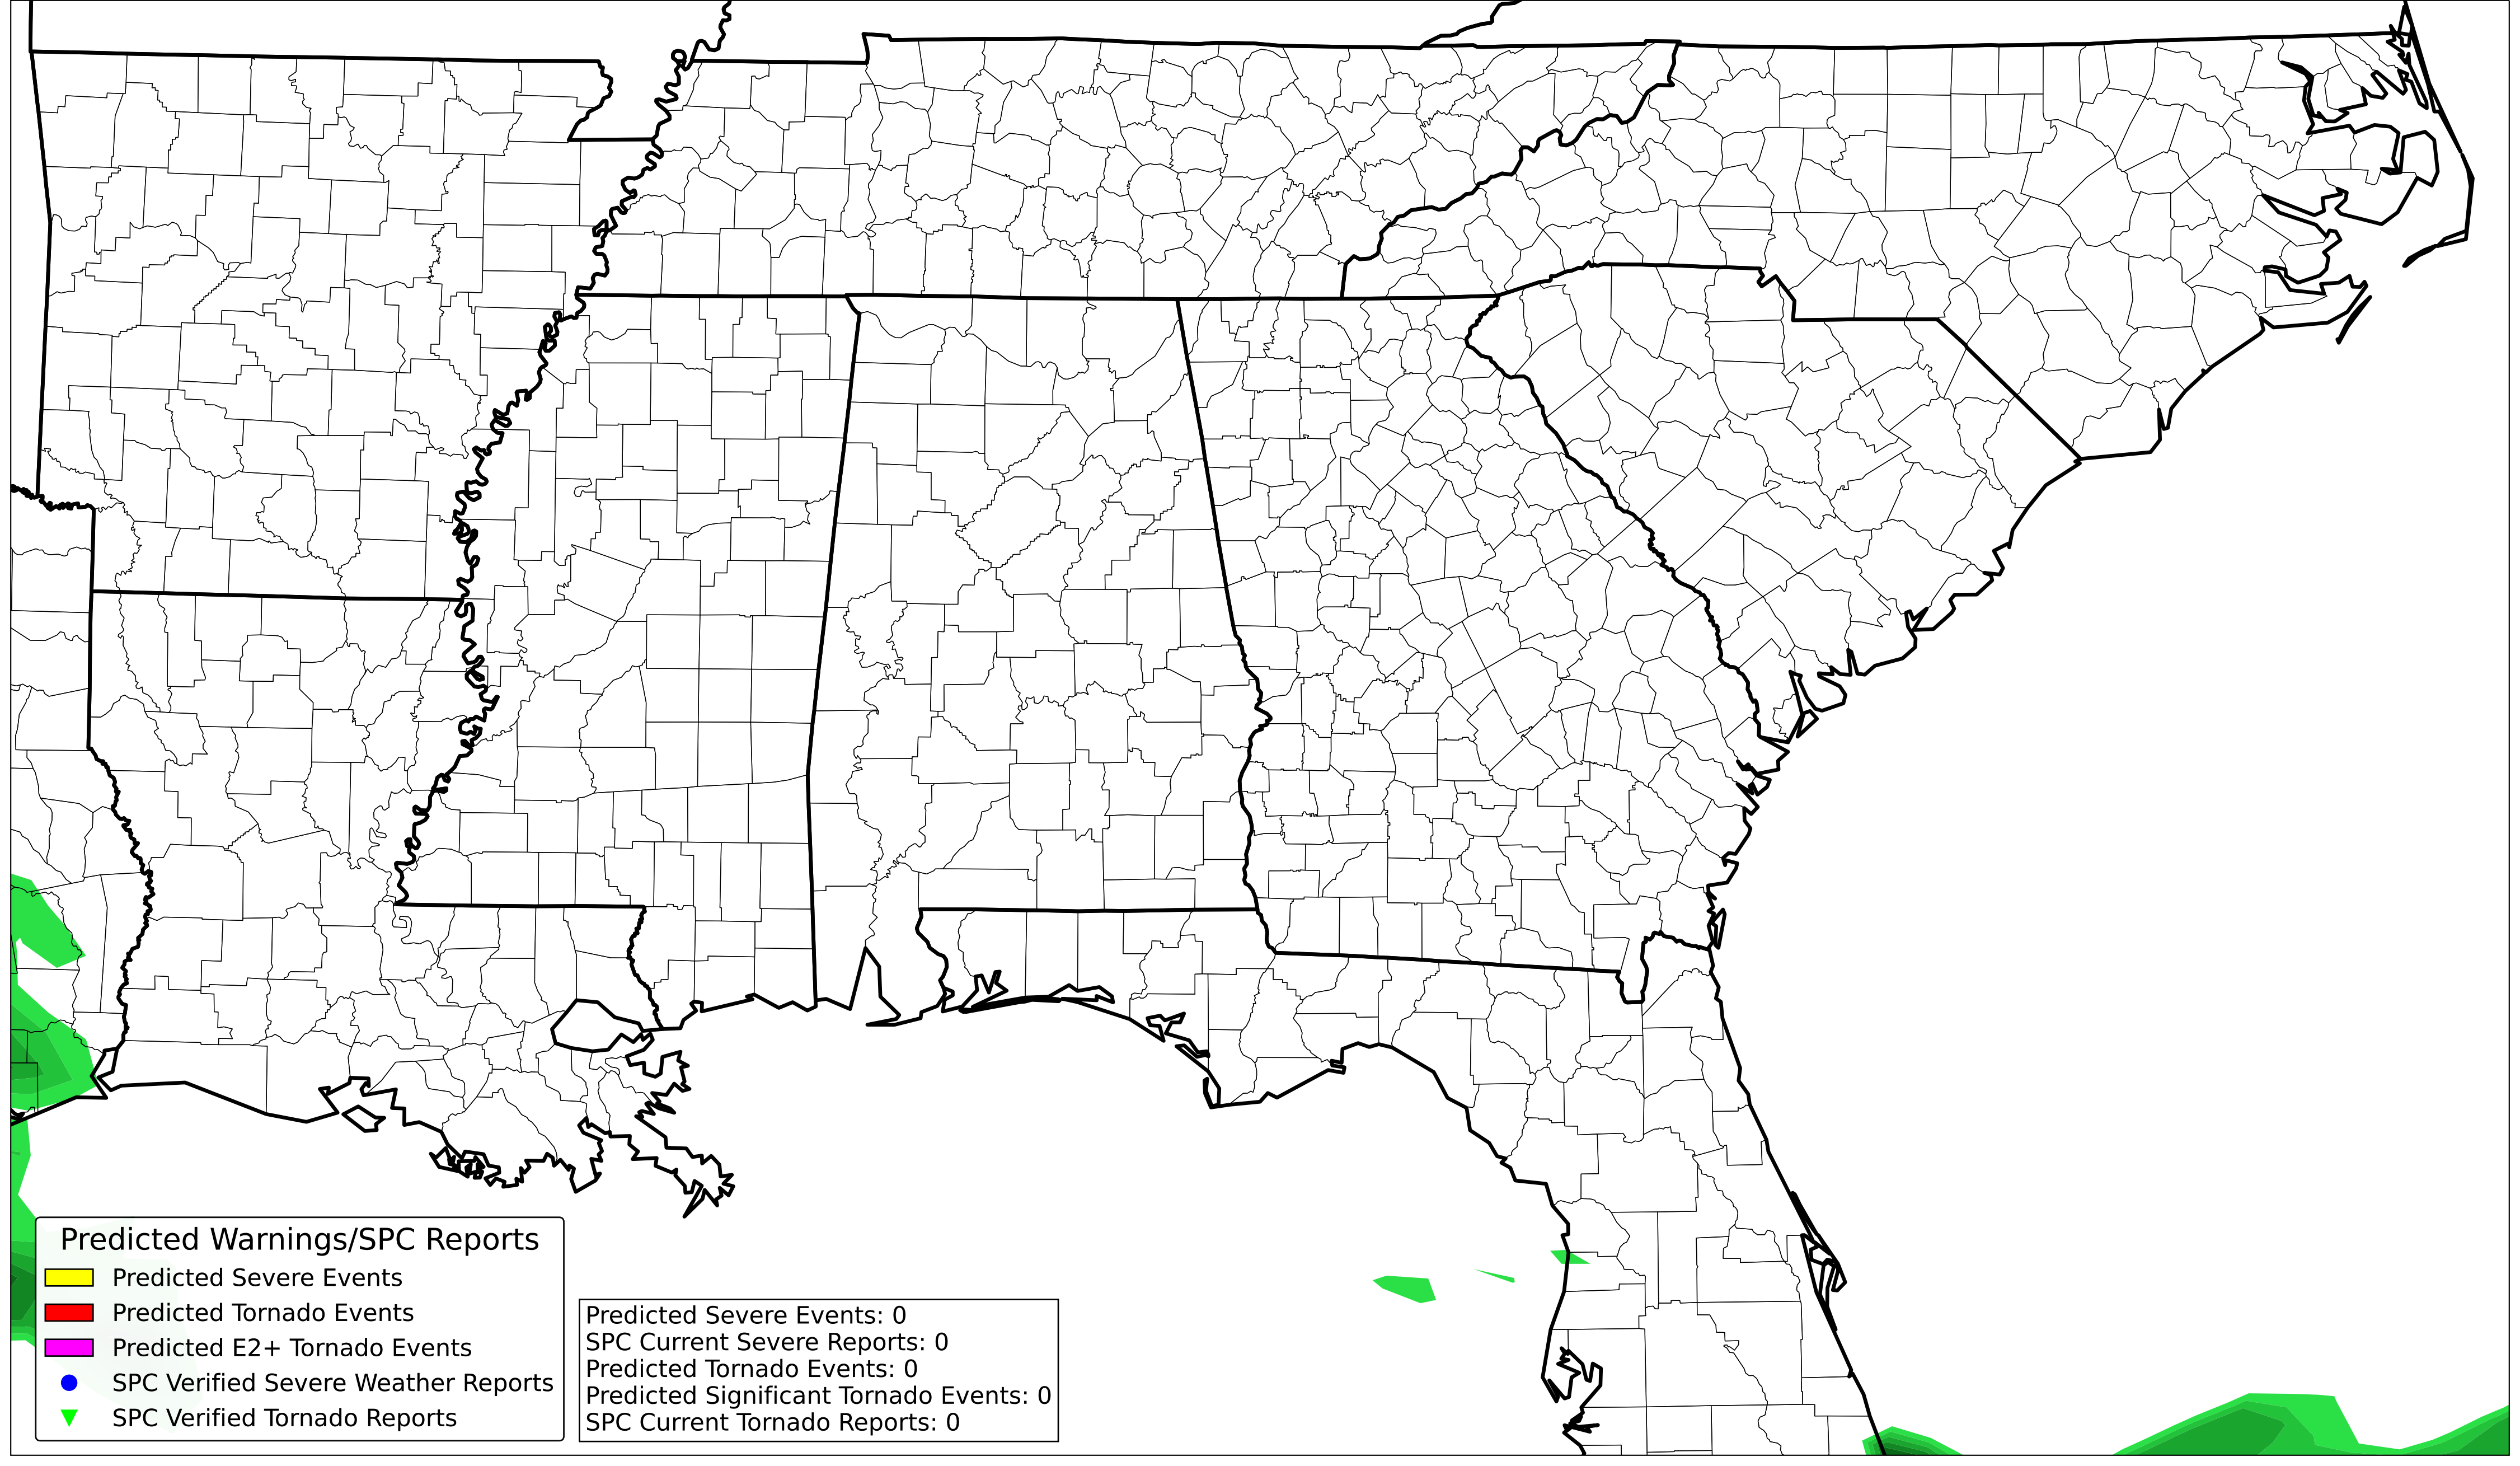 Predicted Warnings/SPC Reports
Predicted Severe Events
Predicted Tornado Events
Predicted E2+ Tornado Events
SPC Verified Severe Weather Reports
SPC Verified Tornado Reports
Predicted Severe Events: 0
SPC Current Severe Reports: 0
Predicted Tornado Events: 0
Predicted Significant Tornado Events: 0
SPC Current Tornado Reports: 0